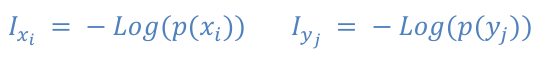 I_{x_i} = − Log(p(x_i))     I_{y_j} = − Log(p(y_j))